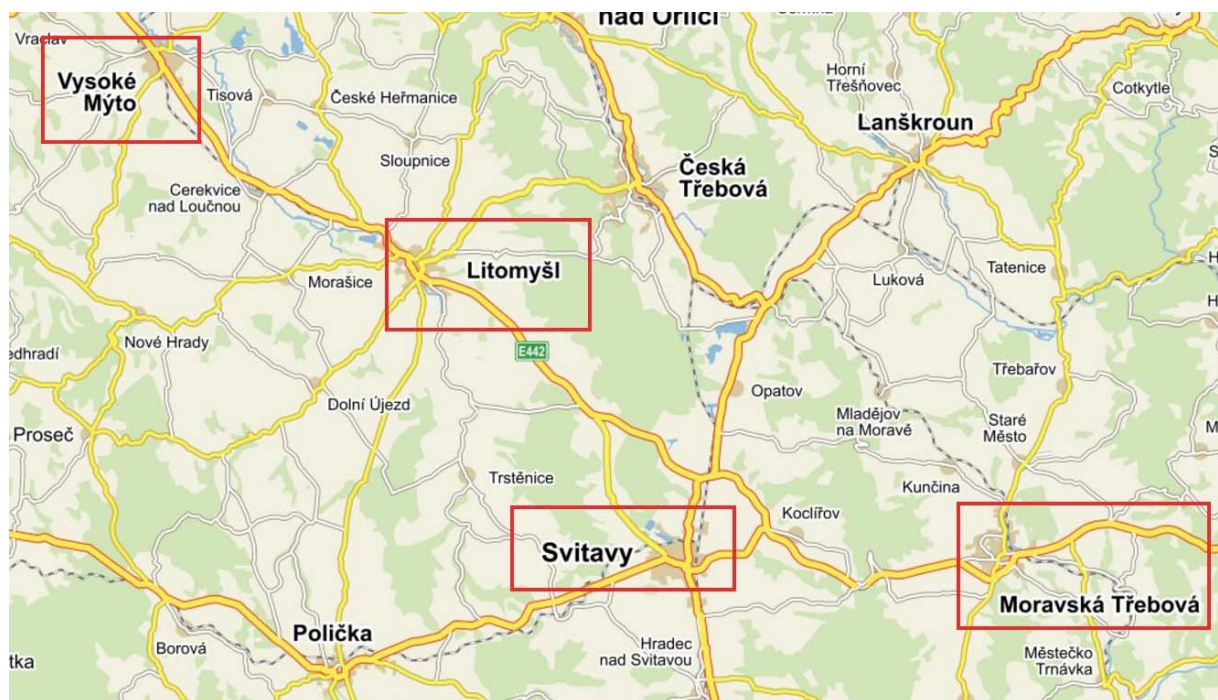 nad Orlicí
Vraclav
Vysoké
Mýto
Tisová
České Heřmanice
Horní
Třešňovec
Cotkytle
Lanškroun
Sloupnice
Česká
Třebová
Cerekvice
nad Loučnou
Litomyšl
Morašice
Luková
Tatenice
Nové Hrady
edhradí
E442
Opatov
Třebařov
Dolní Újezd
Mladějov
na Moravě
Staré
Město
Proseč
Trstěnice
Kunčina
Koclířov
Svitavy
Moravská Třebová
Polička
Borová
Hradec
nad Svitavou
Městečko
Trnávka
tka